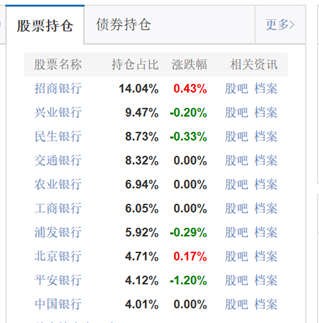 股票持仓 债券持仓 更多>
股票名称 持仓占比 涨跌幅 相关资讯
招商银行 14.04% 0.43% 股吧 档案
兴业银行 9.47% -0.20% 股吧 档案
民生银行 8.73% -0.33% 股吧 档案
交通银行 8.32% 0.00% 股吧 档案
农业银行 6.94% 0.00% 股吧 档案
工商银行 6.05% 0.00% 股吧 档案
浦发银行 5.92% -0.29% 股吧 档案
北京银行 4.71% 0.17% 股吧 档案
平安银行 4.12% -1.20% 股吧 档案
中国银行 4.01% 0.00% 股吧 档案